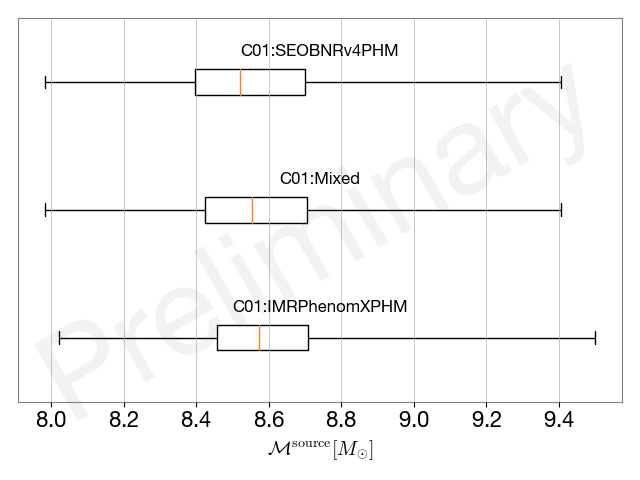 C01:SEOBNRv4PHM
C01:Mixed
C01:IMRPhenomXPHM
Preliminary
8.0 8.2 8.4 8.6 8.8 9.0 9.2 9.4
ℳ^source [M_⊙]